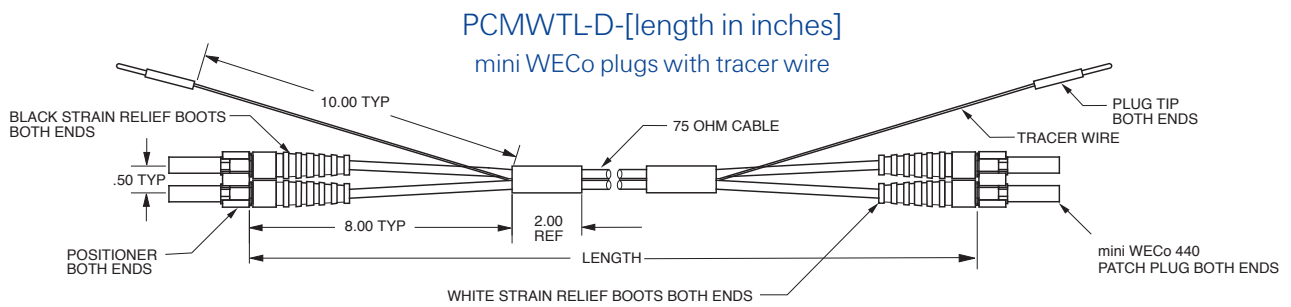 PCMWTL-D-[length in inches]
mini WECo plugs with tracer wire
10.00 TYP
BLACK STRAIN RELIEF BOOTS
BOTH ENDS
75 OHM CABLE
PLUG TIP
BOTH ENDS
TRACER WIRE
.50 TYP
8.00 TYP
2.00
REF
POSITIONER
BOTH ENDS
LENGTH
mini WECo 440
PATCH PLUG BOTH ENDS
WHITE STRAIN RELIEF BOOTS BOTH ENDS